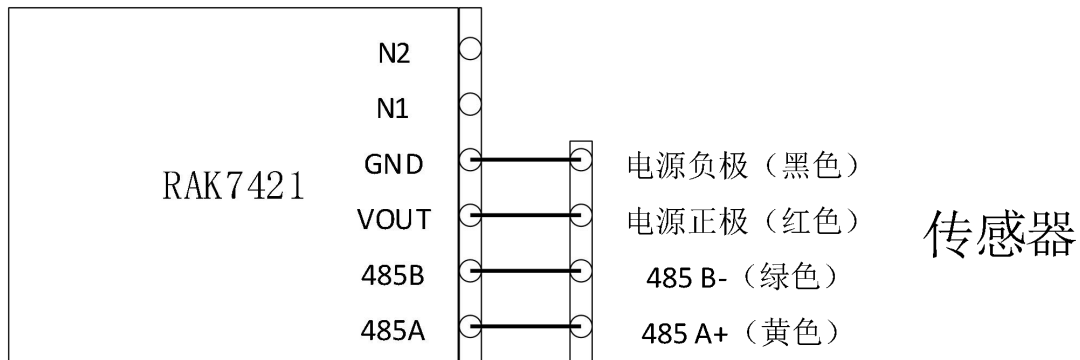 N2
N1
GND 电源负极（黑色）
RAK7421
VOUT 电源正极（红色）
传感器
485B 485 B-（绿色）
485A 485 A+（黄色）